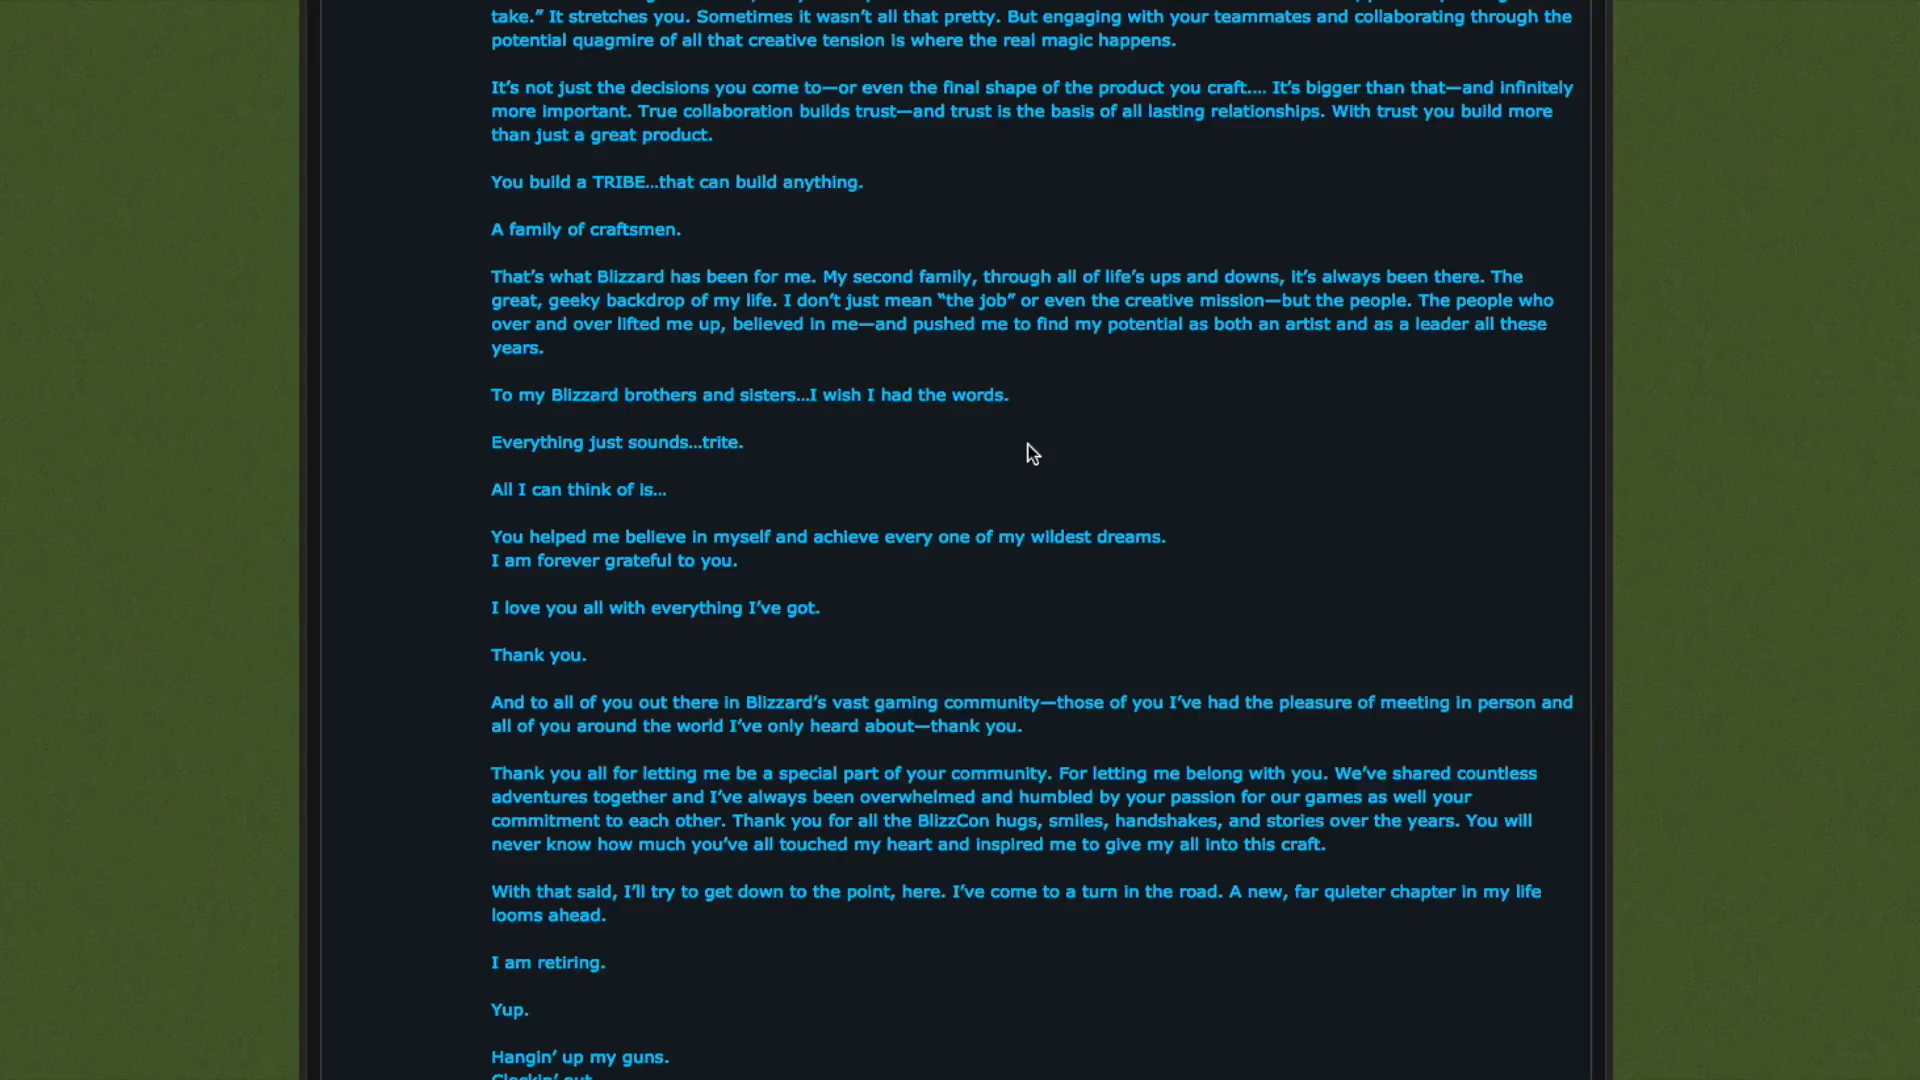 take.” It stretches you. Sometimes it wasn’t all that pretty. But engaging with your teammates and collaborating through the
potential quagmire of all that creative tension is where the real magic happens.
It’s not just the decisions you come to—or even the final shape of the product you craft.... It’s bigger than that—and infinitely
more important. True collaboration builds trust—and trust is the basis of all lasting relationships. With trust you build more
than just a great product.
You build a TRIBE...that can build anything.
A family of craftsmen.
That’s what Blizzard has been for me. My second family, through all of life’s ups and downs, it’s always been there. The
great, geeky backdrop of my life. I don’t just mean “the job” or even the creative mission—but the people. The people who
over and over lifted me up, believed in me—and pushed me to find my potential as both an artist and as a leader all these
years.
To my Blizzard brothers and sisters...I wish I had the words.
Everything just sounds...trite.
All I can think of is...
You helped me believe in myself and achieve every one of my wildest dreams.
I am forever grateful to you.
I love you all with everything I’ve got.
Thank you.
And to all of you out there in Blizzard’s vast gaming community—those of you I’ve had the pleasure of meeting in person and
all of you around the world I’ve only heard about—thank you.
Thank you all for letting me be a special part of your community. For letting me belong with you. We’ve shared countless
adventures together and I’ve always been overwhelmed and humbled by your passion for our games as well your
commitment to each other. Thank you for all the BlizzCon hugs, smiles, handshakes, and stories over the years. You will
never know how much you’ve all touched my heart and inspired me to give my all into this craft.
With that said, I’ll try to get down to the point, here. I’ve come to a turn in the road. A new, far quieter chapter in my life
looms ahead.
I am retiring.
Yup.
Hangin’ up my guns.